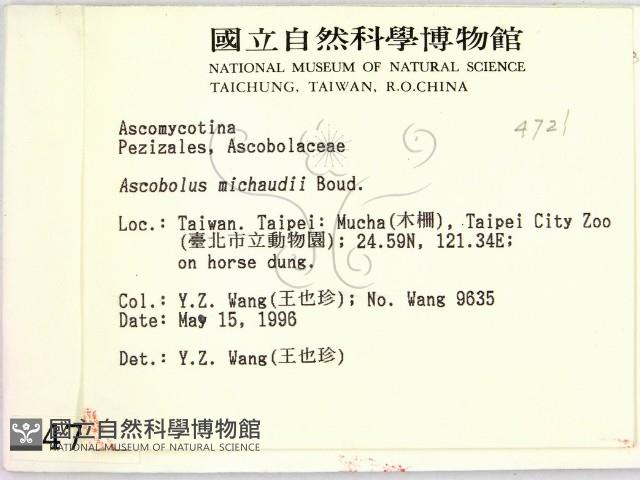 國立自然科學博物館
NATIONAL MUSEUM OF NATURAL SCIENCE
TAICHUNG, TAIWAN, R.O.CHINA
Ascomycotina
4721
Pezizales, Ascobolaceae
Ascobolus michaudii Boud.
Loc.: Taiwan. Taipei: Mucha(木柵), Taipei City Zoo
(臺北市立動物園); 24.59N, 121.34E;
on horse dung.
Col.: Y.Z. Wang(王也珍); No. Wang 9635
Date: May 15, 1996
Det.: Y.Z. Wang(王也珍)
47
國立自然科學博物館
NATIONAL MUSEUM OF NATURAL SCIENCE